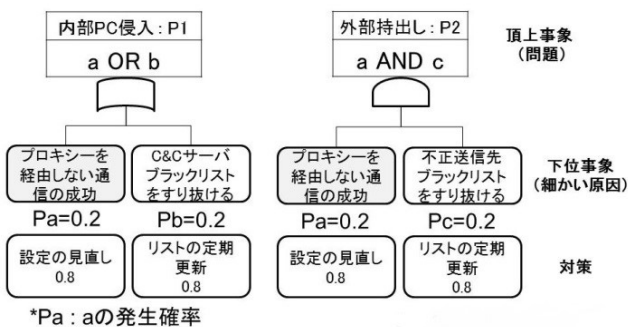 内部PC侵入：P1
a OR b
外部持出し：P2
a AND c
頂上事象
（問題）
プロキシーを
経由しない通
信の成功
C&Cサーバ
ブラックリスト
をすり抜ける
プロキシーを
経由しない通
信の成功
不正送信先
ブラックリスト
をすり抜ける
下位事象
（細かい原因）
Pa=0.2
Pb=0.2
Pa=0.2
Pc=0.2
設定の見直し
0.8
リストの定期
更新
0.8
設定の見直し
0.8
リストの定期
更新
0.8
対策
*Pa：aの発生確率